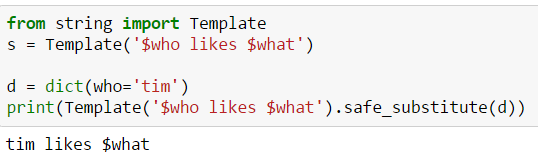 from string import Template
s = Template('$who likes $what')
d = dict(who='tim')
print(Template('$who likes $what').safe_substitute(d))
tim likes $what